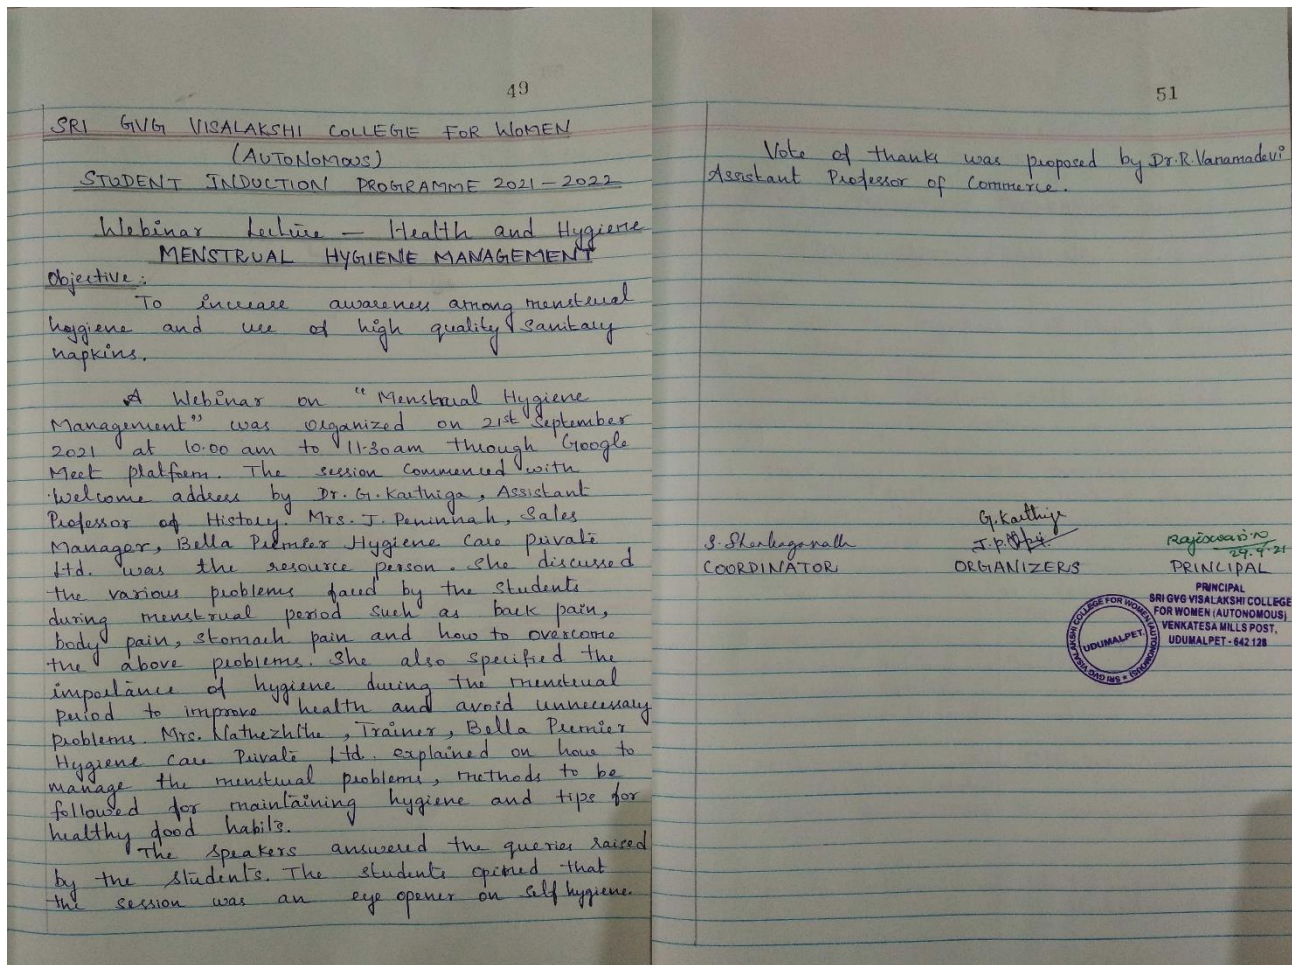 49
SRI GVG VISALAKSHI COLLEGE FOR WOMEN
(AUTONOMOUS)
STUDENT INDUCTION PROGRAMME 2021-2022
Webinar Lecture - Health and Hygiene
MENSTRUAL HYGIENE MANAGEMENT
Objective:
To increase awareness among menstrual
hygiene and use of high quality Sanitary
napkins.
A Webinar on "Menstrual Hygiene
Management" was organized on 21st September
2021 at 10.00 am to 11.30am through Google
Meet platform. The session commenced with
welcome address by Dr. G. Karthiga, Assistant
Professor of History. Mrs. J. Peninnah, Sales
Manager, Bella Premier Hygiene Care Private
Ltd. was the resource person. She discussed
the various problems faced by the students
during menstrual period such as back pain,
body pain, stomach pain and how to overcome
the above problems. She also specified the
importance of hygiene during the menstrual
period to improve health and avoid unnecessary
problems. Mrs. Nathezhlthe, Trainer, Bella Premier
Hygiene Care Private Ltd. explained on how to
manage the menstrual problems, methods to be
followed for maintaining hygiene and tips for
healthy food habits.
The speakers answered the queries raised
by the students. The students opined that
the session was an eye opener on self hygiene.
51
Vote of thanks was proposed by Dr.R.Vanamadevi
Assistant Professor of Commerce.
G. Karthiga
COORDINATOR
ORGANIZERS
29.9.21
PRINCIPAL
PRINCIPAL
SRI GVG VISALAKSHI COLLEGE
FOR WOMEN (AUTONOMOUS)
VENKATESA MILLS POST,
UDUMALPET - 642 128
SRI GVG VISALAKSHI COLLEGE FOR WOMEN (AUTONOMOUS)
UDUMALPET.